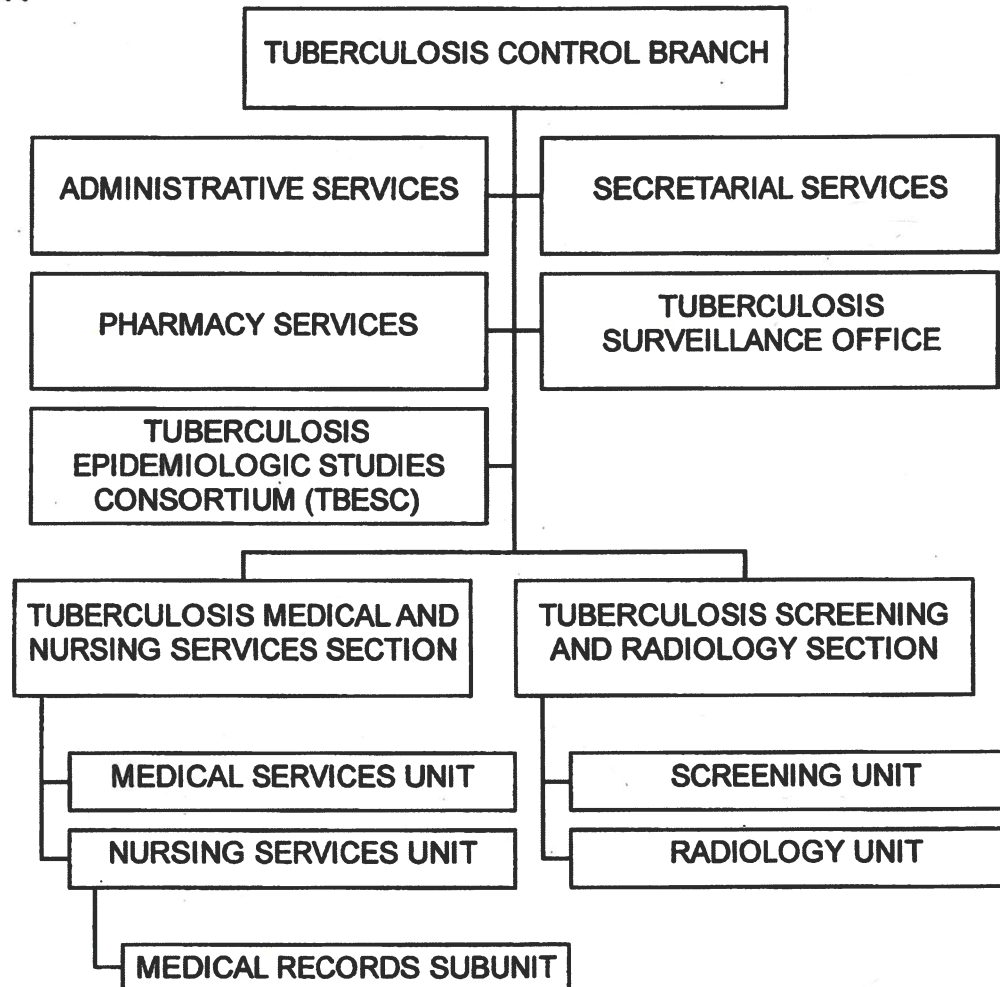 TUBERCULOSIS CONTROL BRANCH
ADMINISTRATIVE SERVICES
SECRETARIAL SERVICES
PHARMACY SERVICES
TUBERCULOSIS
SURVEILLANCE OFFICE
TUBERCULOSIS
EPIDEMIOLOGIC STUDIES
CONSORTIUM (TBESC)
TUBERCULOSIS MEDICAL AND
NURSING SERVICES SECTION
TUBERCULOSIS SCREENING
AND RADIOLOGY SECTION
MEDICAL SERVICES UNIT
NURSING SERVICES UNIT
MEDICAL RECORDS SUBUNIT
SCREENING UNIT
RADIOLOGY UNIT